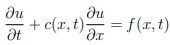 ∂u/∂t + c(x, t) ∂u/∂x = f(x, t)